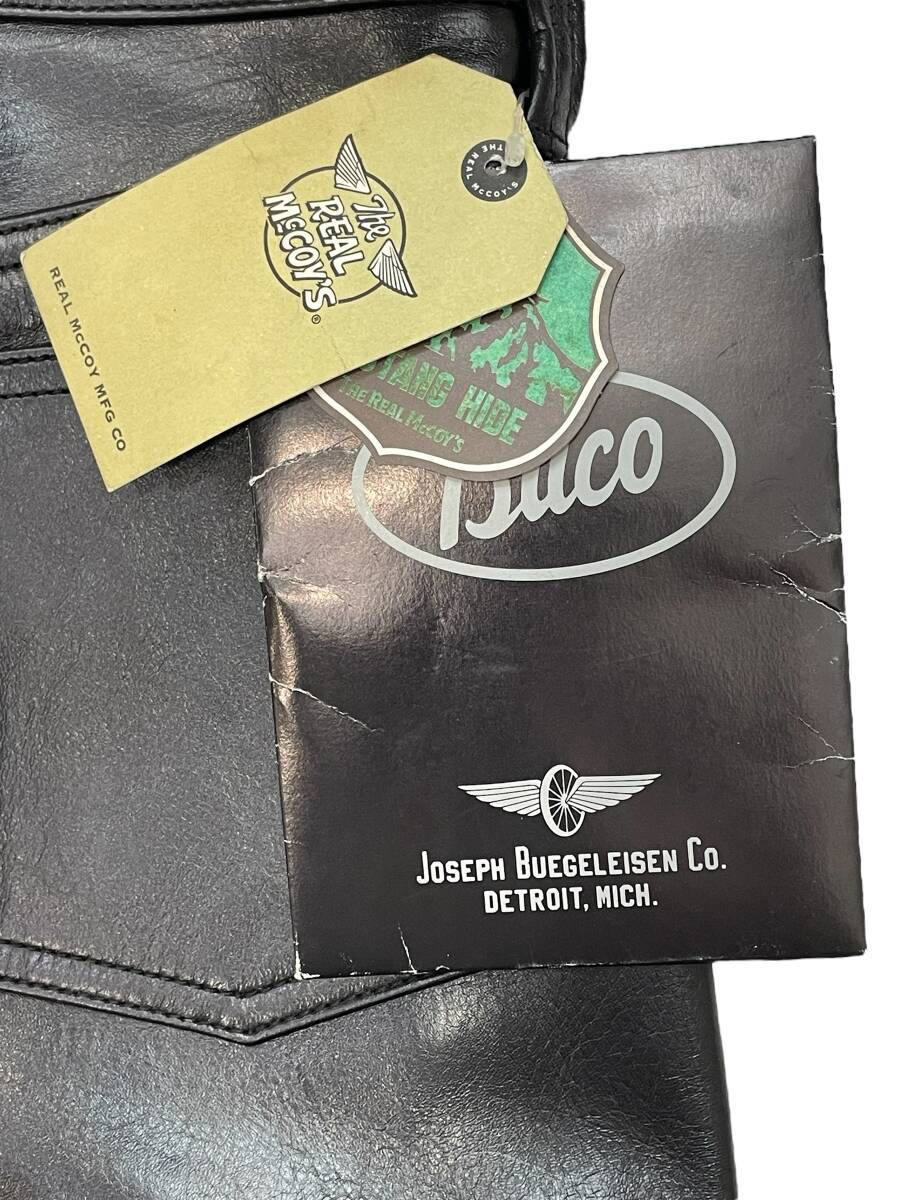 THE REAL McCOY'S
The
REAL
McCOY'S®
REAL McCOY MFG CO
HIDE
THE REAL McCOY'S
Buco
JOSEPH BUEGELEISEN CO.
DETROIT, MICH.